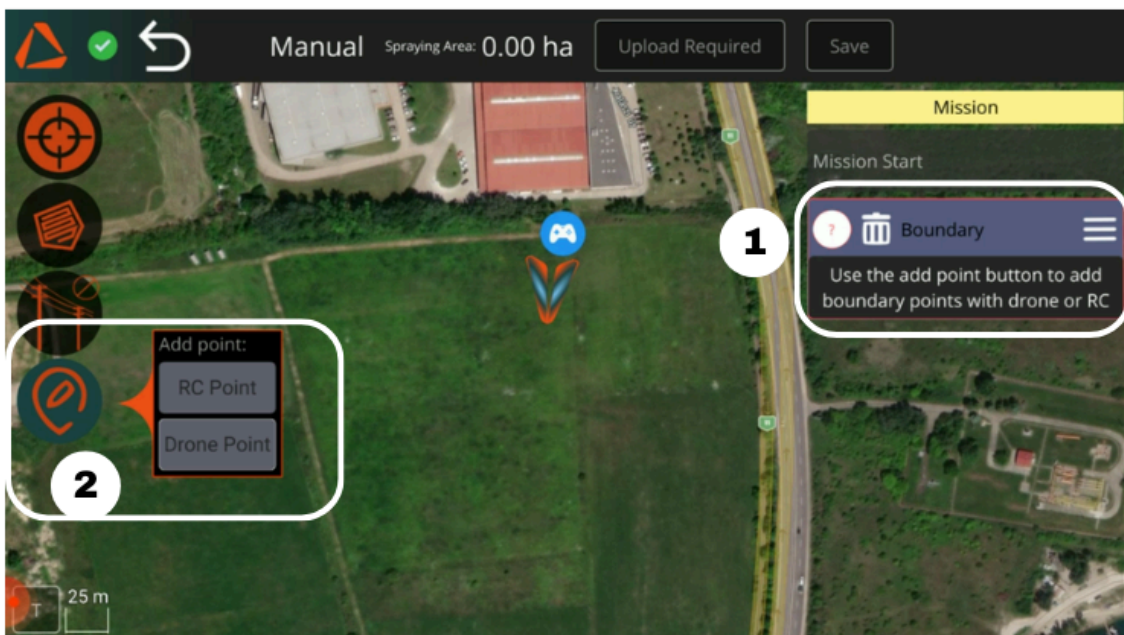 Manual
Spraying Area: 0.00 ha
Upload Required
Save
Mission
Mission Start
1
?
Boundary
Use the add point button to add
boundary points with drone or RC
Add point:
RC Point
Drone Point
2
T
25 m